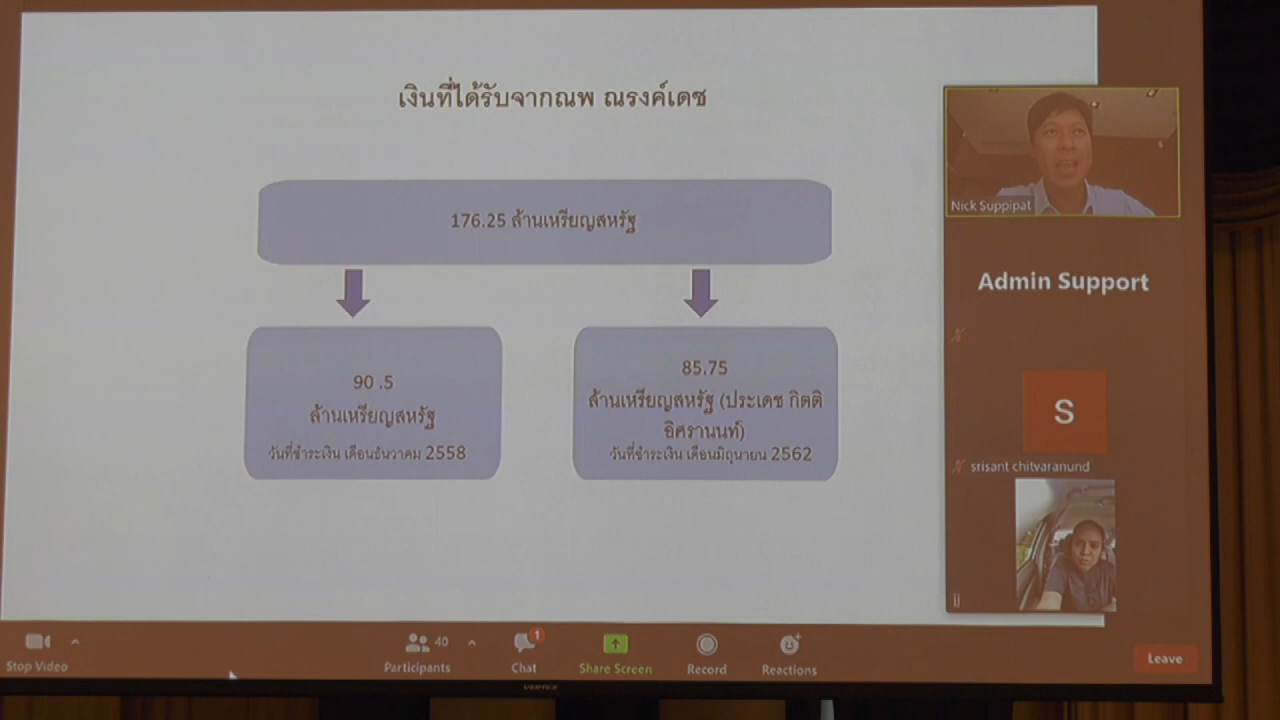 เงินที่ได้รับจากณพ ณรงค์เดช
176.25 ล้านเหรียญสหรัฐ
90 .5
ล้านเหรียญสหรัฐ
วันที่ชำระเงิน เดือนธันวาคม 2558
85.75
ล้านเหรียญสหรัฐ (ประเดช กิตติ
อิศรานนท์)
วันที่ชำระเงิน เดือนมิถุนายน 2562
Nick Suppipat
Admin Support
S
srisant chitvaranund
jj
Stop Video
40
Participants
1
Chat
Share Screen
Record
Reactions
Leave
VERTEX